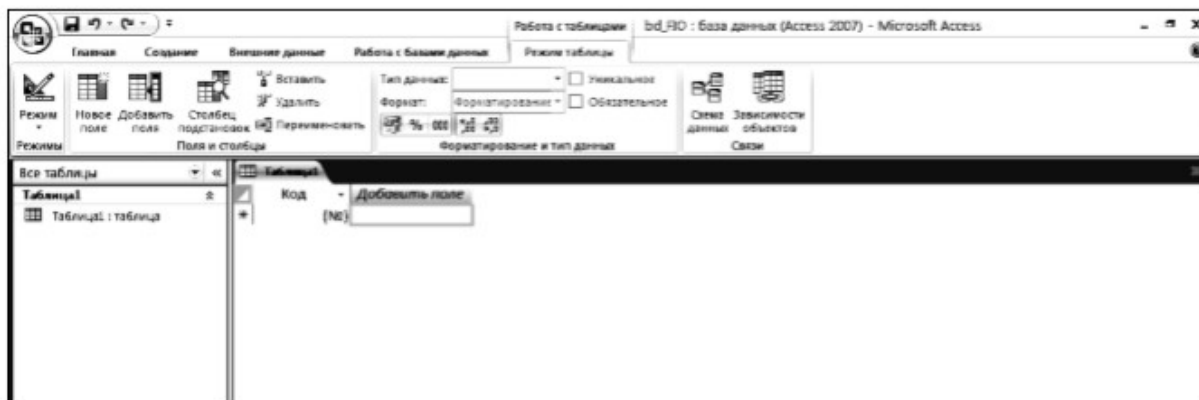 Работа с таблицами bd_FIO : база данных (Access 2007) - Microsoft Access
Главная Создание Внешние данные Работа с базами данных Режим таблицы
Режим
Режимы
Новое поле
Добавить поля
Столбец подстановок
Вставить
Удалить
Переименовать
Поля и столбцы
Тип данных:
Уникальное
Формат: Форматирование
Обязательное
% 000
Форматирование и тип данных
Схема данных
Зависимости объектов
Связи
Все таблицы
Таблица1
Таблица1 : таблица
Таблица1
Код Добавить поле
* (№)